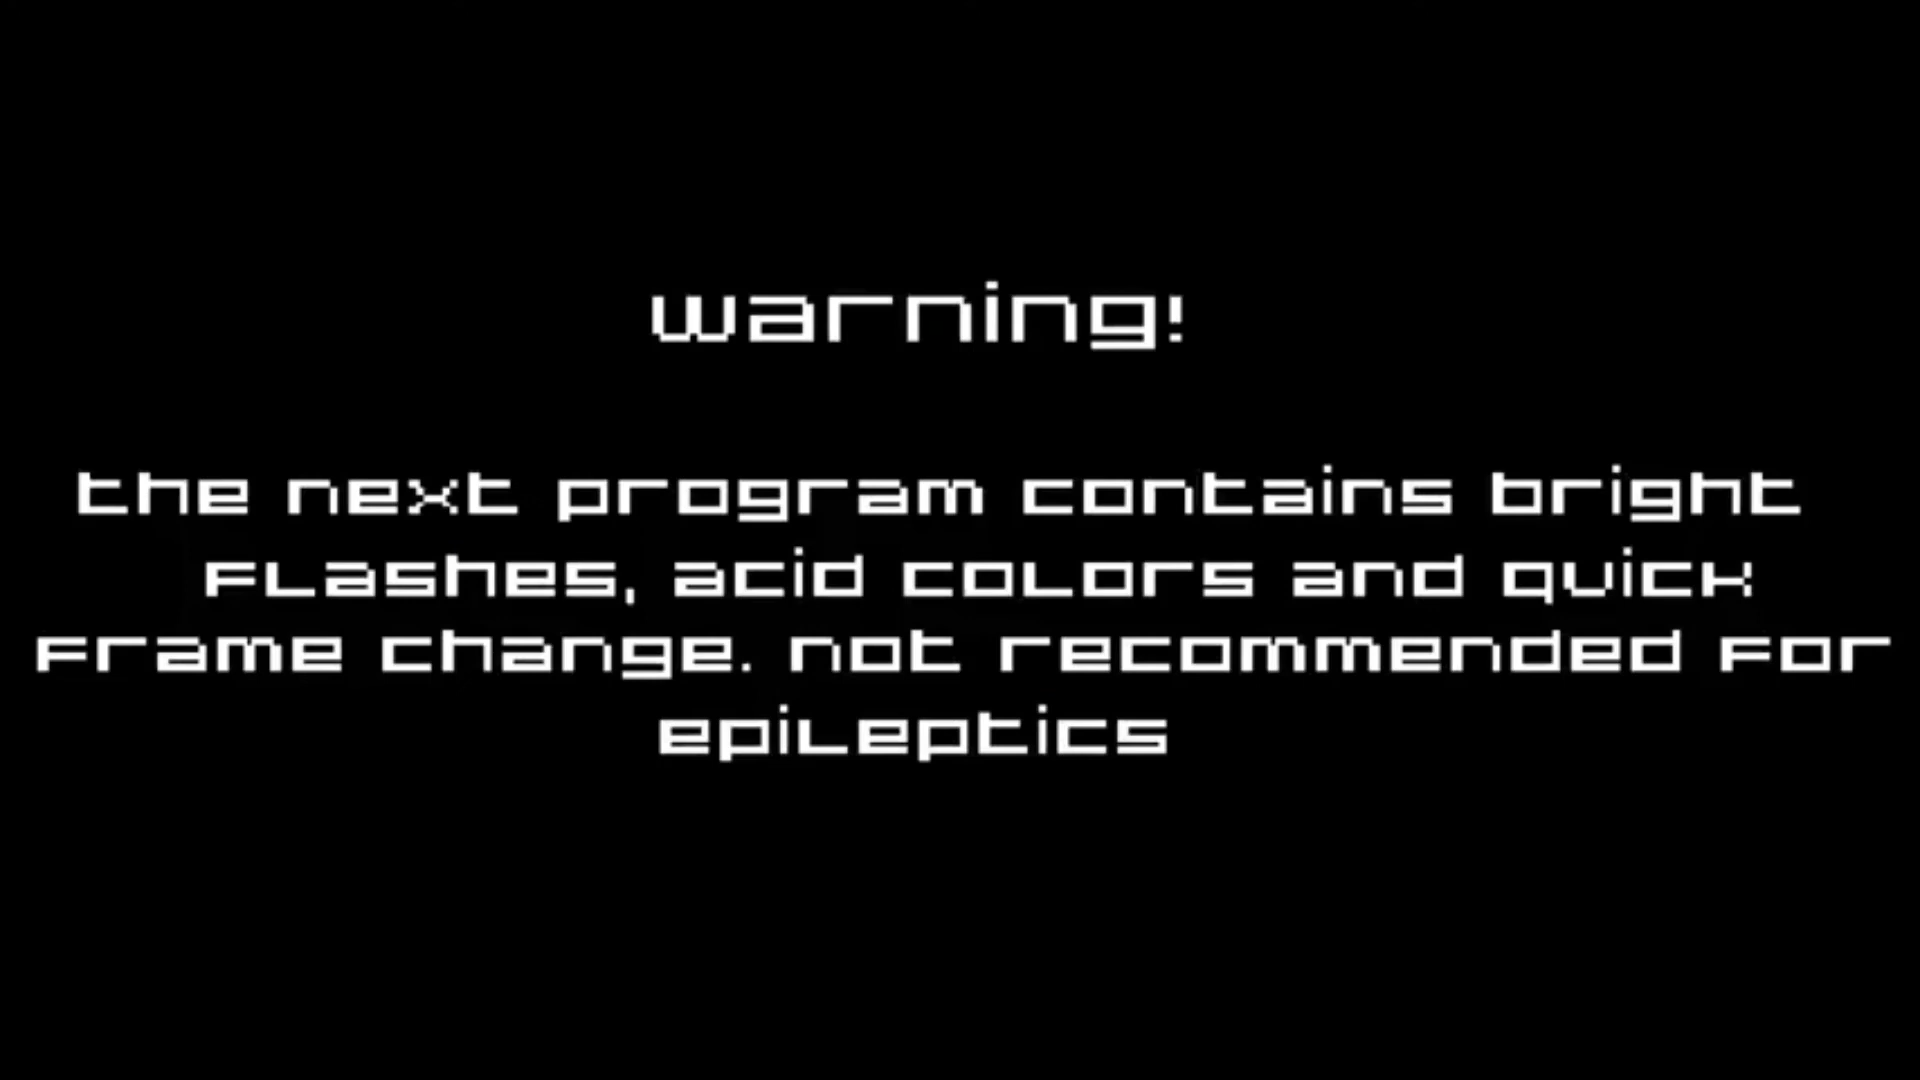 warning!
the next program contains bright
flashes, acid colors and quick
frame change. not recommended for
epileptics